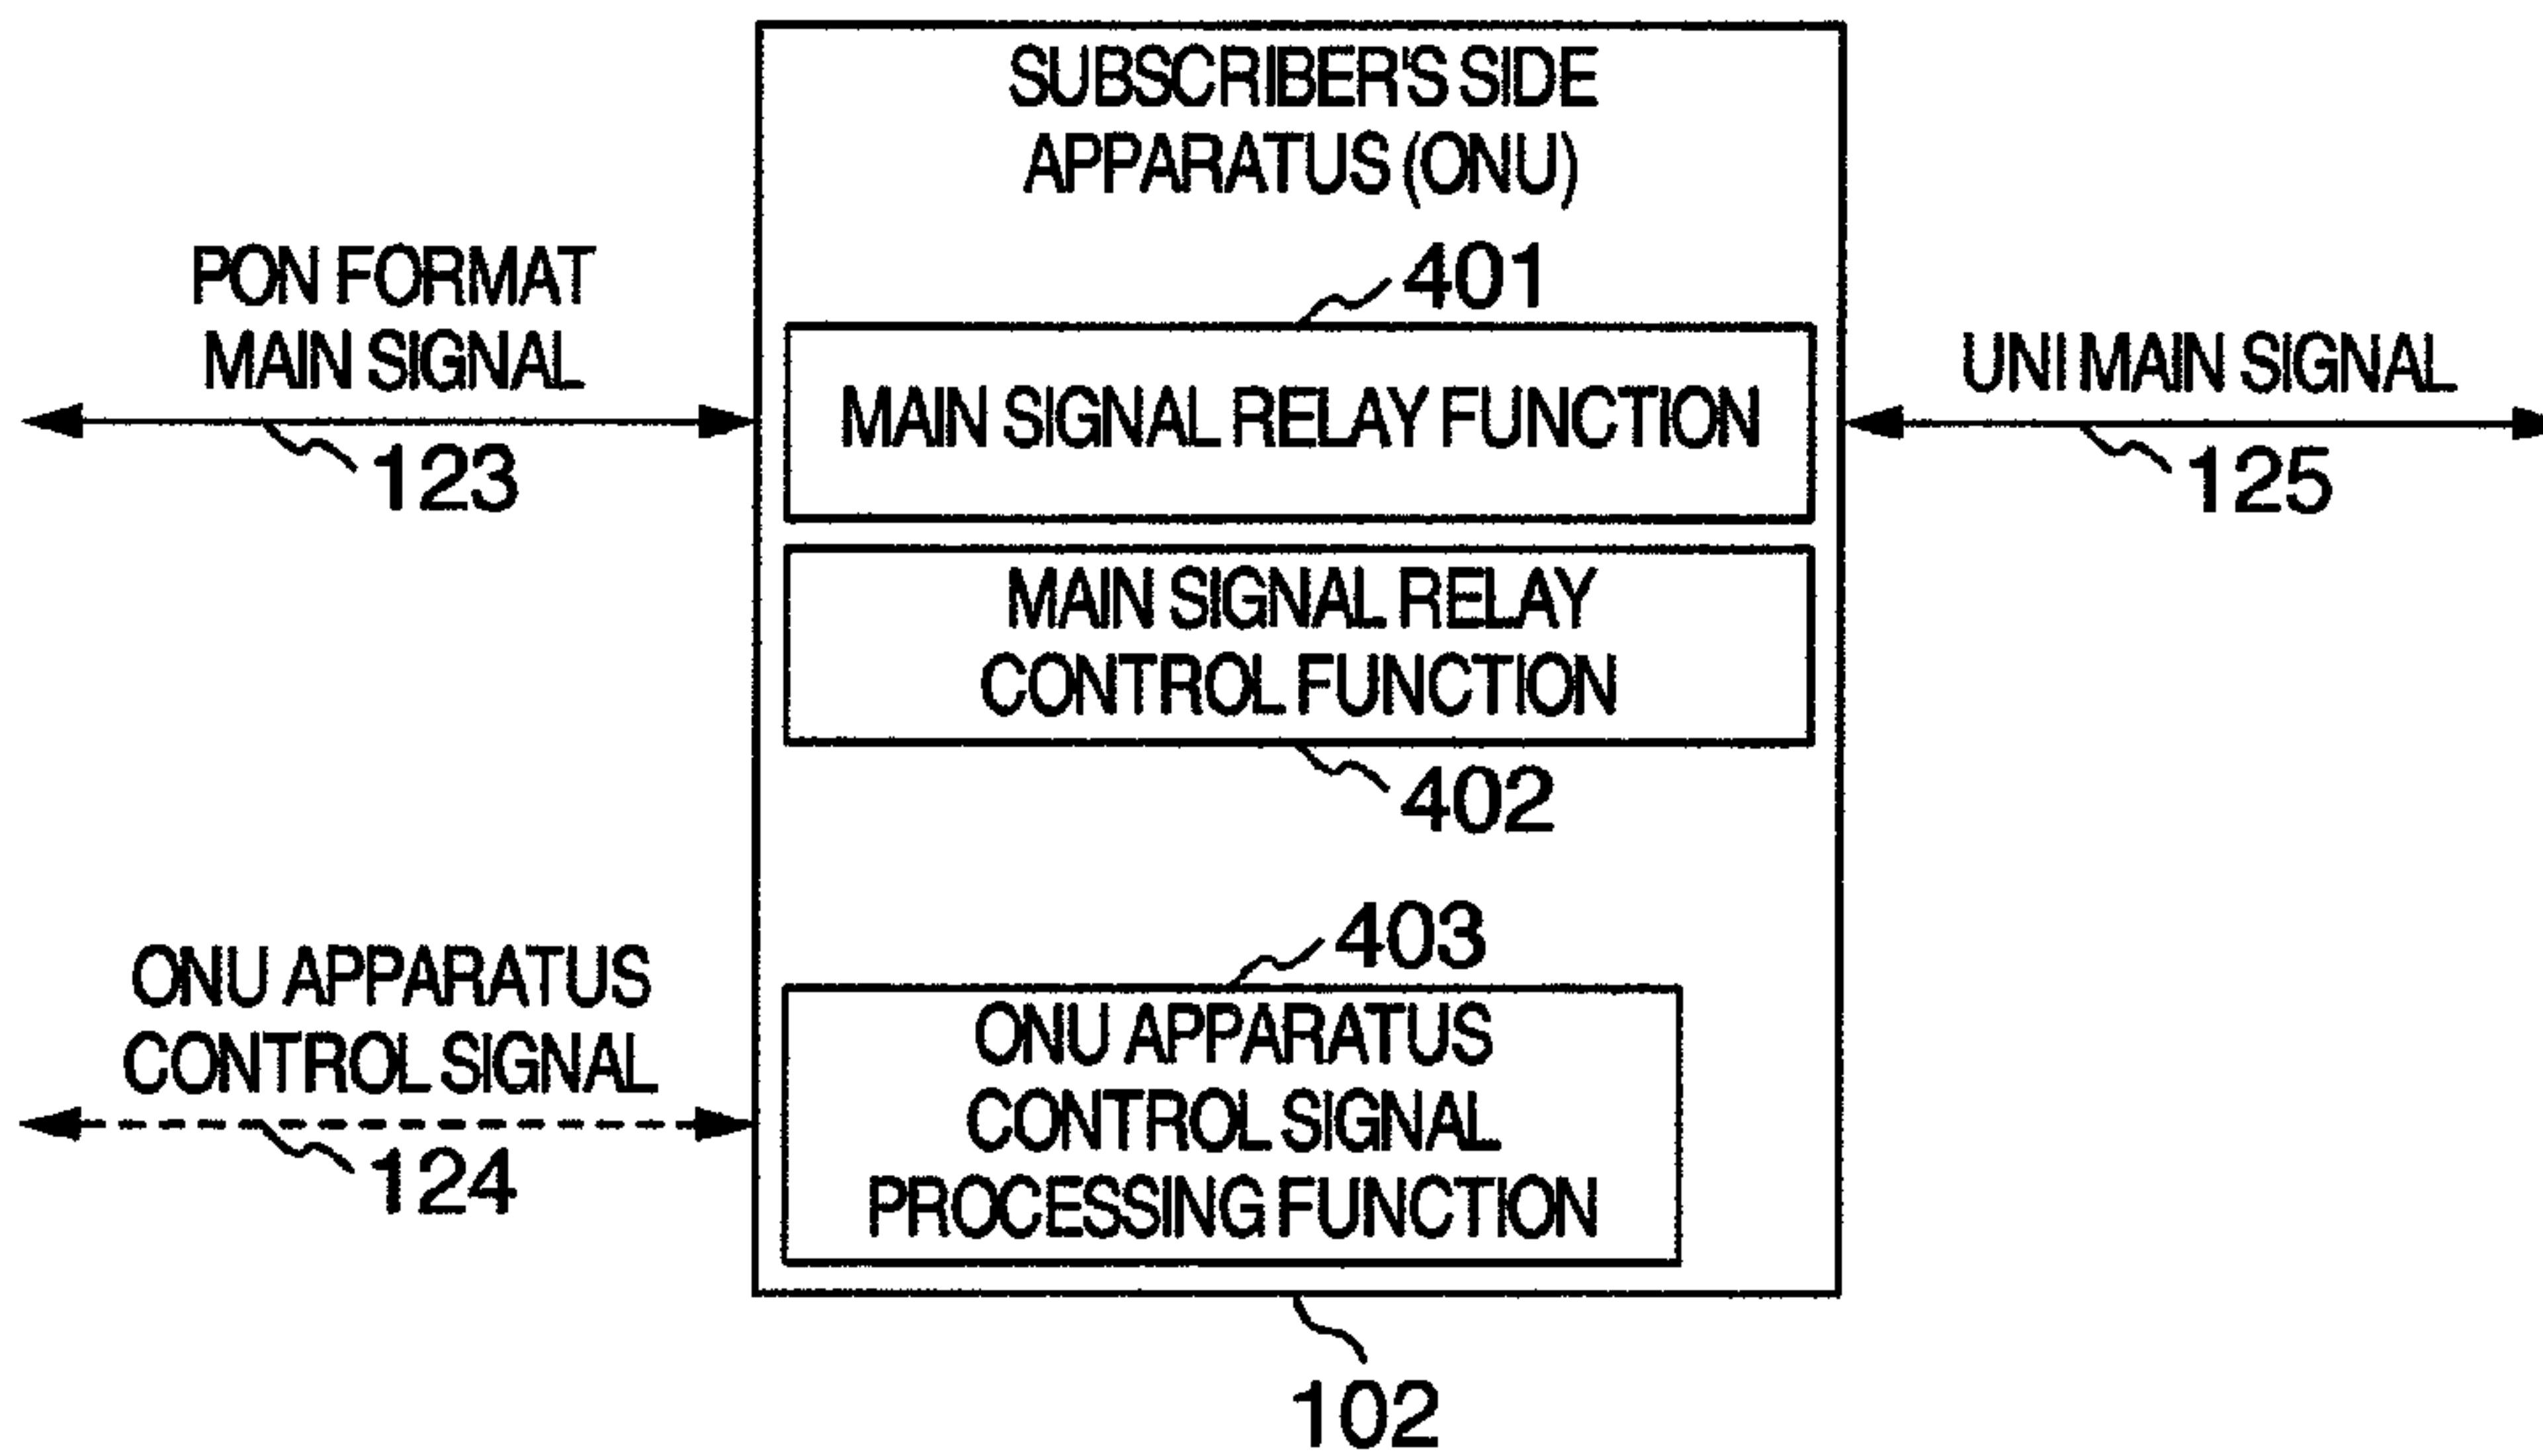 SUBSCRIBER'S SIDE
APPARATUS (ONU)
401
PON FORMAT
MAIN SIGNAL
123
MAIN SIGNAL RELAY FUNCTION
UNI MAIN SIGNAL
125
MAIN SIGNAL RELAY
CONTROL FUNCTION
402
403
ONU APPARATUS
CONTROL SIGNAL
124
ONU APPARATUS
CONTROL SIGNAL
PROCESSING FUNCTION
102